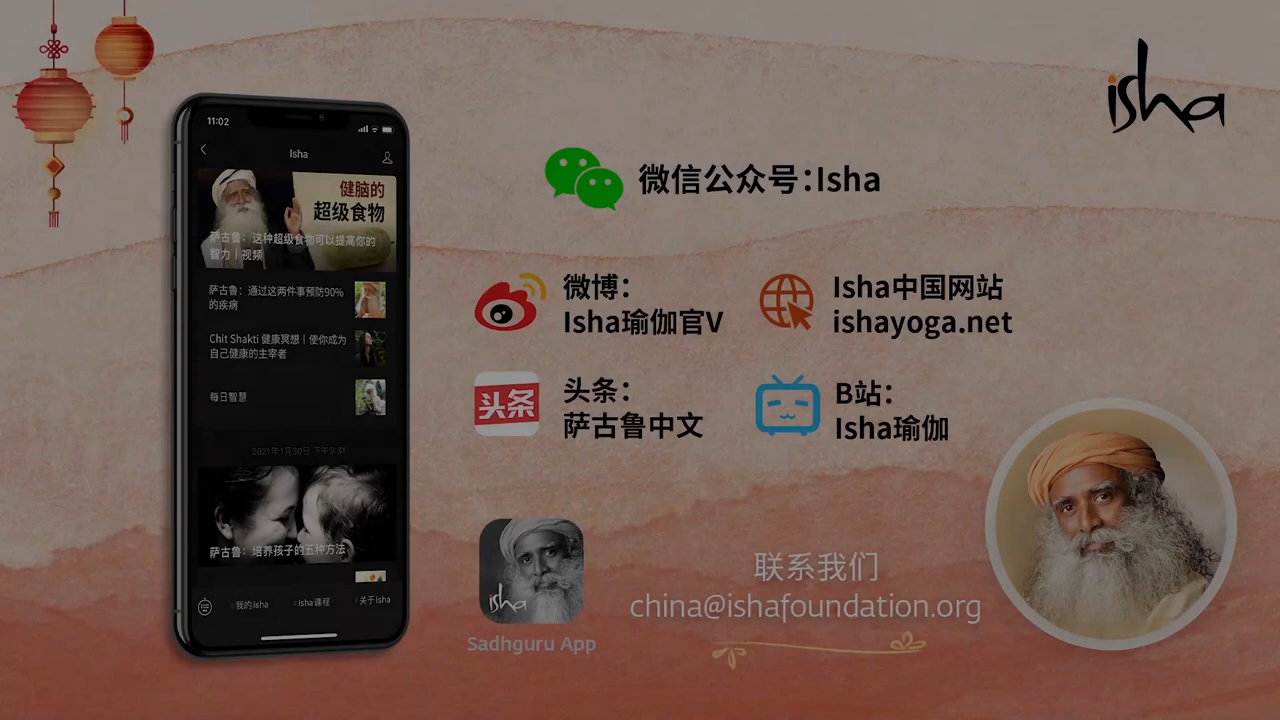 isha
11:02
Isha
健脑的
超级食物
萨古鲁：这种超级食物可以提高你的
智力丨视频
萨古鲁：通过这两件事预防90%
的疾病
Chit Shakti 健康冥想丨使你成为
自己健康的主宰者
每日智慧
2021年1月30日 下午9:31
萨古鲁：培养孩子的五种方法
我的Isha
Isha课程
关于Isha
微信公众号:Isha
微博：
Isha瑜伽官V
Isha中国网站
ishayoga.net
头条
头条：
萨古鲁中文
B站：
Isha瑜伽
isha
Sadhguru App
联系我们
china@ishafoundation.org